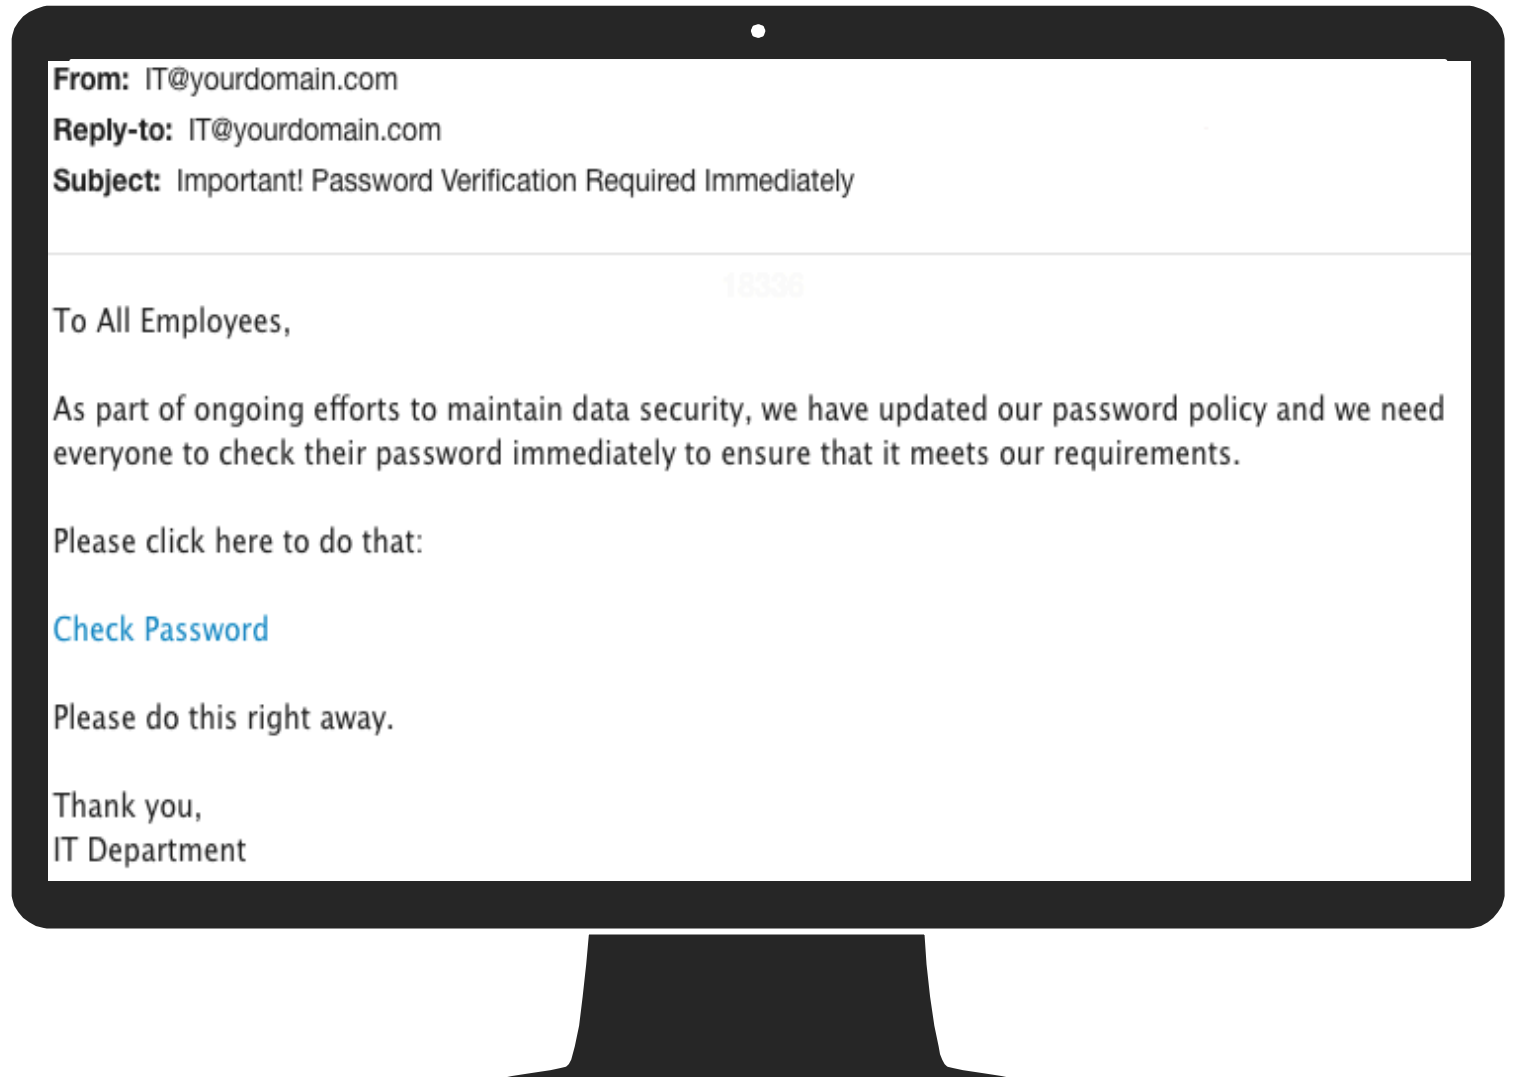 From: IT@yourdomain.com
Reply-to: IT@yourdomain.com
Subject: Important! Password Verification Required Immediately
18336
To All Employees,
As part of ongoing efforts to maintain data security, we have updated our password policy and we need
everyone to check their password immediately to ensure that it meets our requirements.
Please click here to do that:
Check Password
Please do this right away.
Thank you,
IT Department